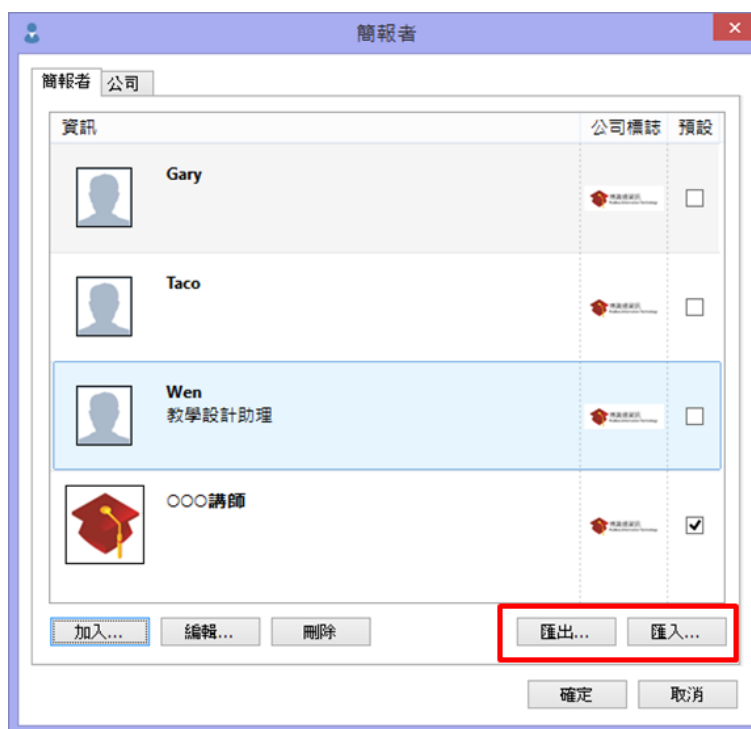 簡報者
簡報者 公司
資訊 公司標誌 預設
Gary
Taco
Wen
教學設計助理
○○○講師
加入... 編輯... 刪除 匯出... 匯入...
確定 取消